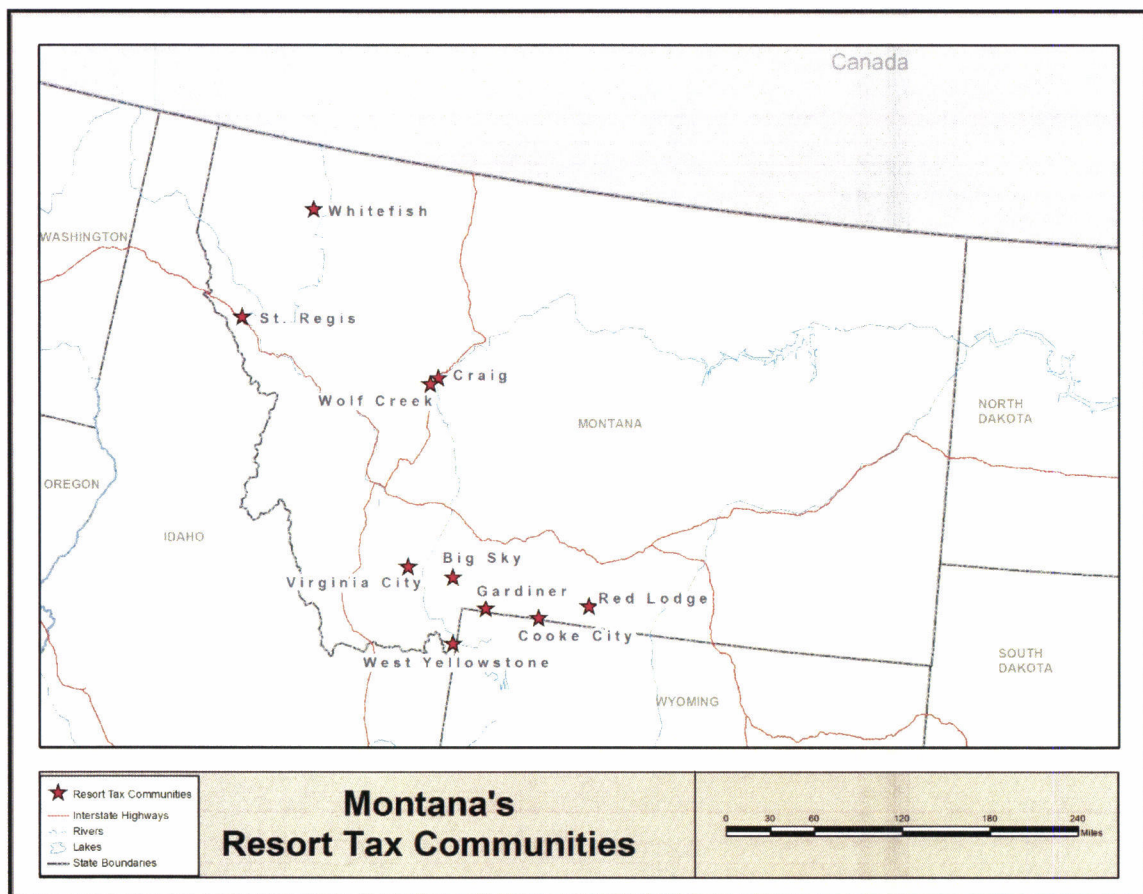 Canada
Whitefish
WASHINGTON
St. Regis
Craig
Wolf Creek
MONTANA
NORTH
DAKOTA
OREGON
IDAHO
Big Sky
Virginia City
Gardiner
Red Lodge
Cooke City
West Yellowstone
SOUTH
DAKOTA
WYOMING
Resort Tax Communities
Interstate Highways
Rivers
Lakes
State Boundaries
Montana's
Resort Tax Communities
0 30 60 120 180 240
Miles